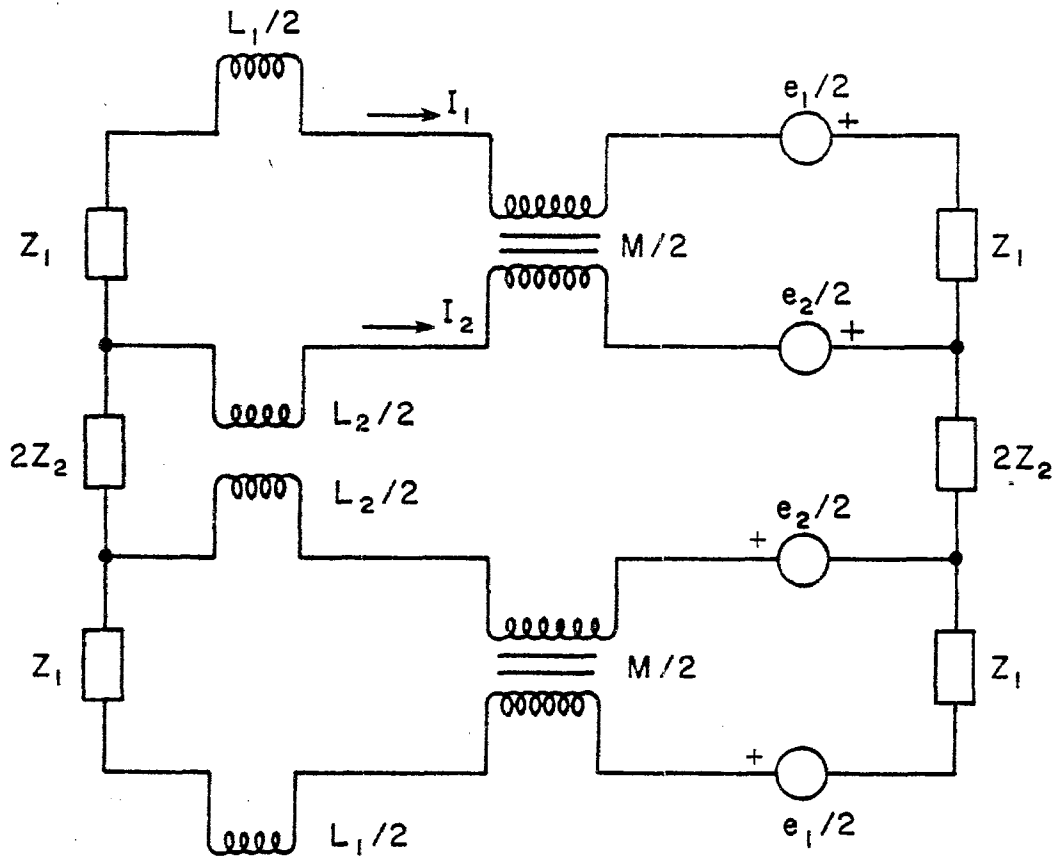 L₁/2
I₁
e₁/2
+
Z₁
M/2
Z₁
I₂
e₂/2
+
L₂/2
2Z₂
2Z₂
L₂/2
e₂/2
+
Z₁
M/2
Z₁
+
L₁/2
e₁/2